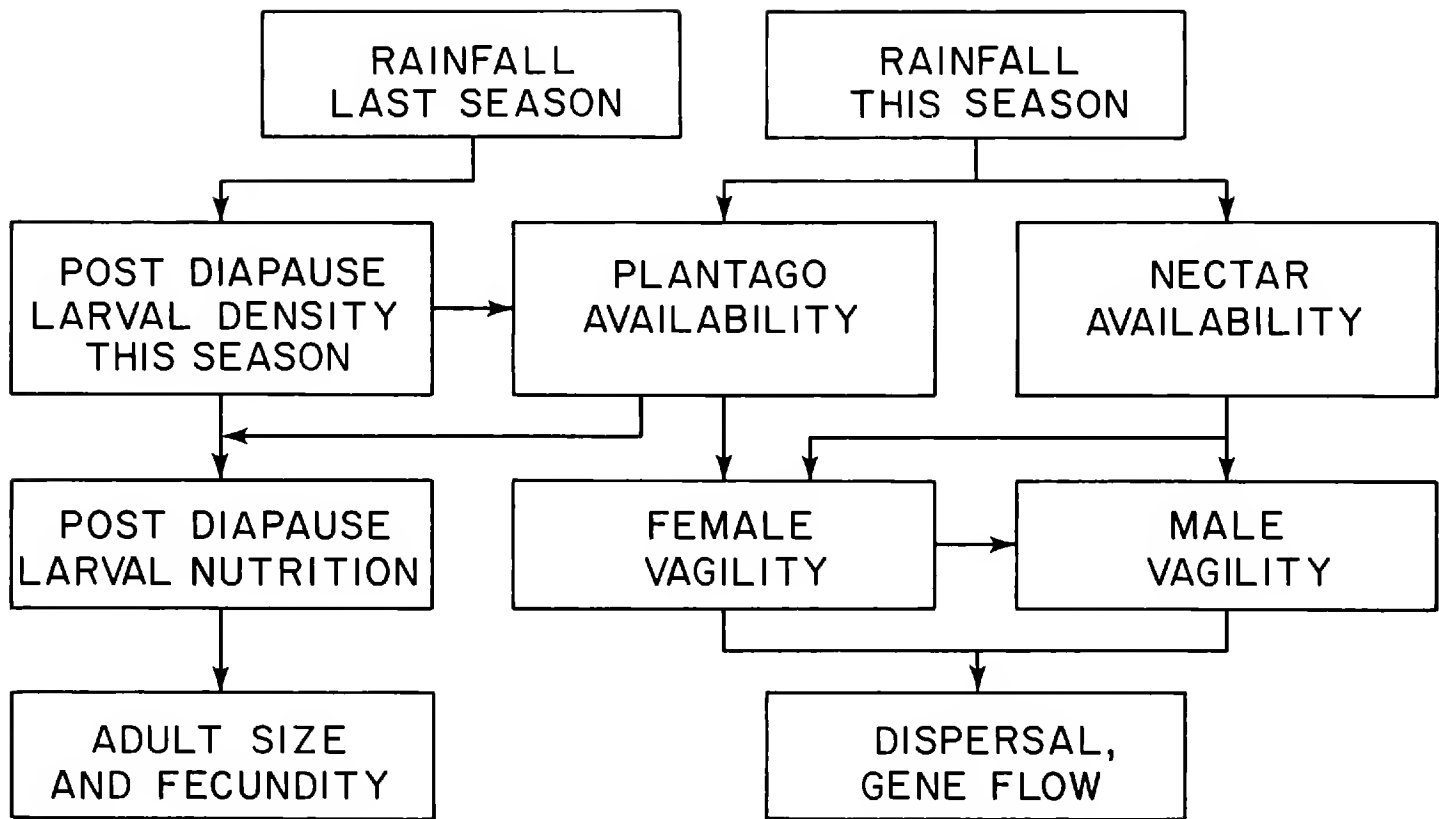 RAINFALL
LAST SEASON
RAINFALL
THIS SEASON
POST DIAPAUSE
LARVAL DENSITY
THIS SEASON
PLANTAGO
AVAILABILITY
NECTAR
AVAILABILITY
POST DIAPAUSE
LARVAL NUTRITION
FEMALE
VAGILITY
MALE
VAGILITY
ADULT SIZE
AND FECUNDITY
DISPERSAL,
GENE FLOW